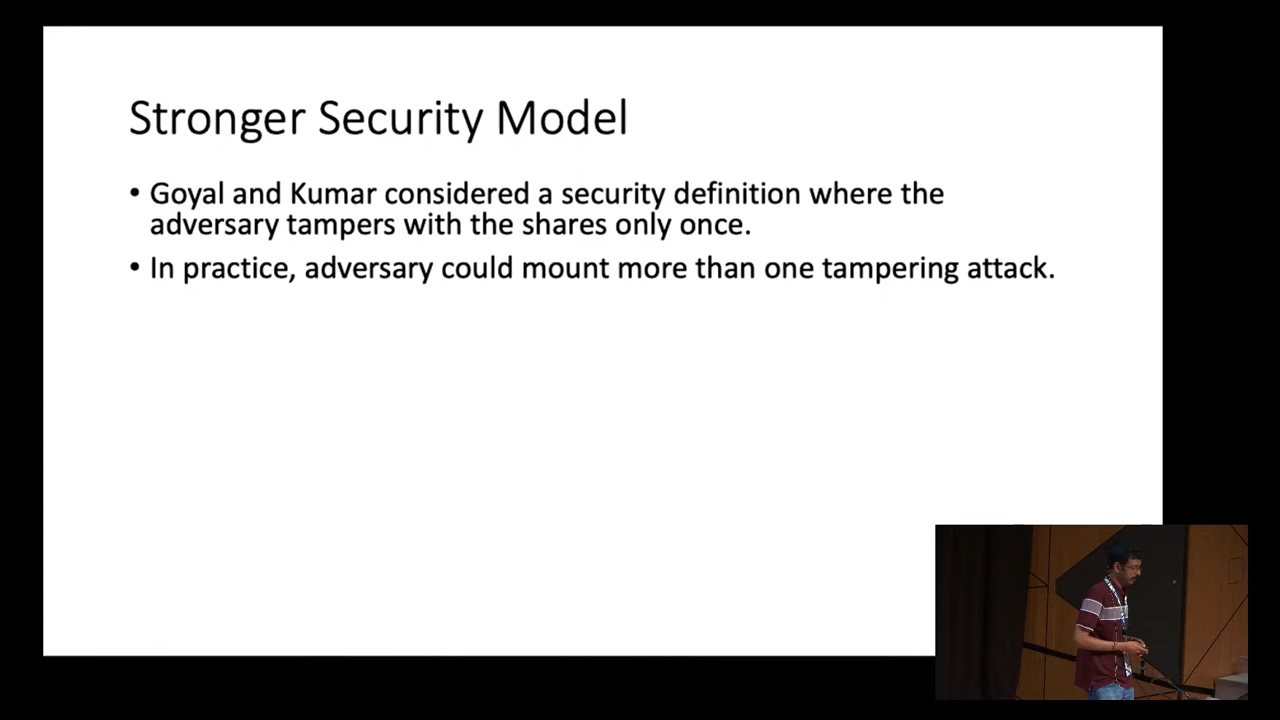 Stronger Security Model
• Goyal and Kumar considered a security definition where the
adversary tampers with the shares only once.
• In practice, adversary could mount more than one tampering attack.